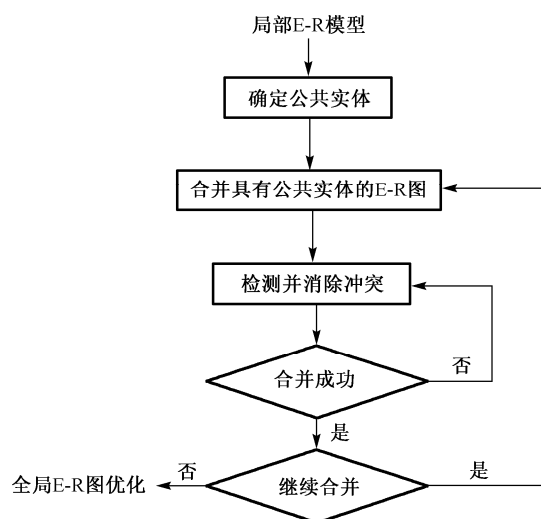 局部E-R模型
确定公共实体
合并具有公共实体的E-R图
检测并消除冲突
合并成功
否
是
继续合并
否
是
全局E-R图优化